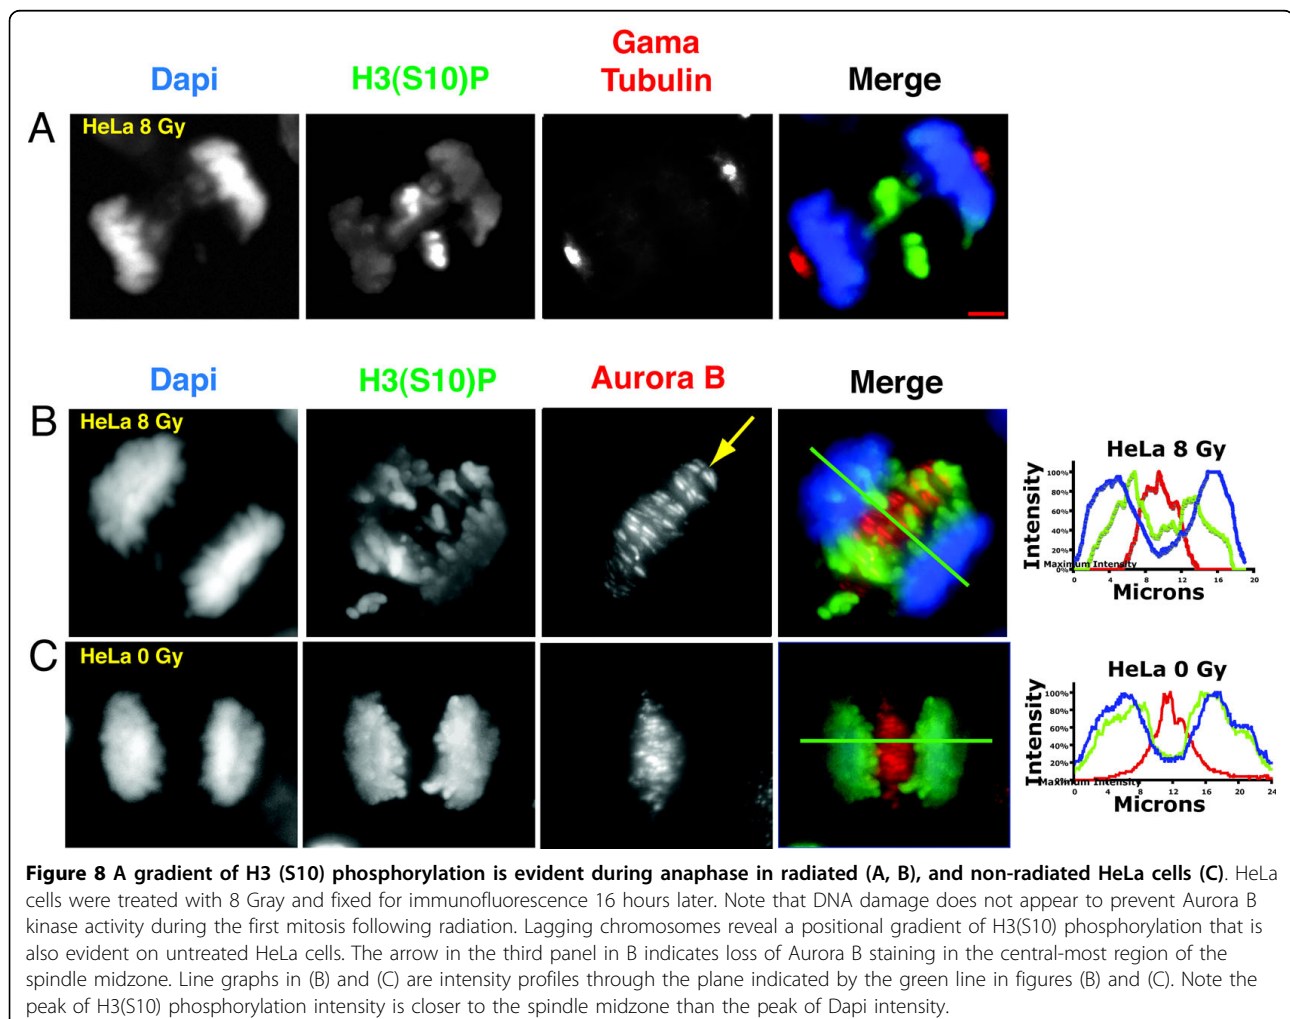 Gama
Dapi H3(S10)P Tubulin Merge
A
HeLa 8 Gy
Dapi H3(S10)P Aurora B Merge
B
HeLa 8 Gy
HeLa 8 Gy
Intensity
100%
80%
60%
40%
20%
0%
Maximum Intensity
0 4 8 12 16 20
Microns
C
HeLa 0 Gy
HeLa 0 Gy
Intensity
100%
80%
60%
40%
20%
0%
Maximum Intensity
0 4 8 12 16 20 24
Microns
Figure 8 A gradient of H3 (S10) phosphorylation is evident during anaphase in radiated (A, B), and non-radiated HeLa cells (C). HeLa
cells were treated with 8 Gray and fixed for immunofluorescence 16 hours later. Note that DNA damage does not appear to prevent Aurora B
kinase activity during the first mitosis following radiation. Lagging chromosomes reveal a positional gradient of H3(S10) phosphorylation that is
also evident on untreated HeLa cells. The arrow in the third panel in B indicates loss of Aurora B staining in the central-most region of the
spindle midzone. Line graphs in (B) and (C) are intensity profiles through the plane indicated by the green line in figures (B) and (C). Note the
peak of H3(S10) phosphorylation intensity is closer to the spindle midzone than the peak of Dapi intensity.